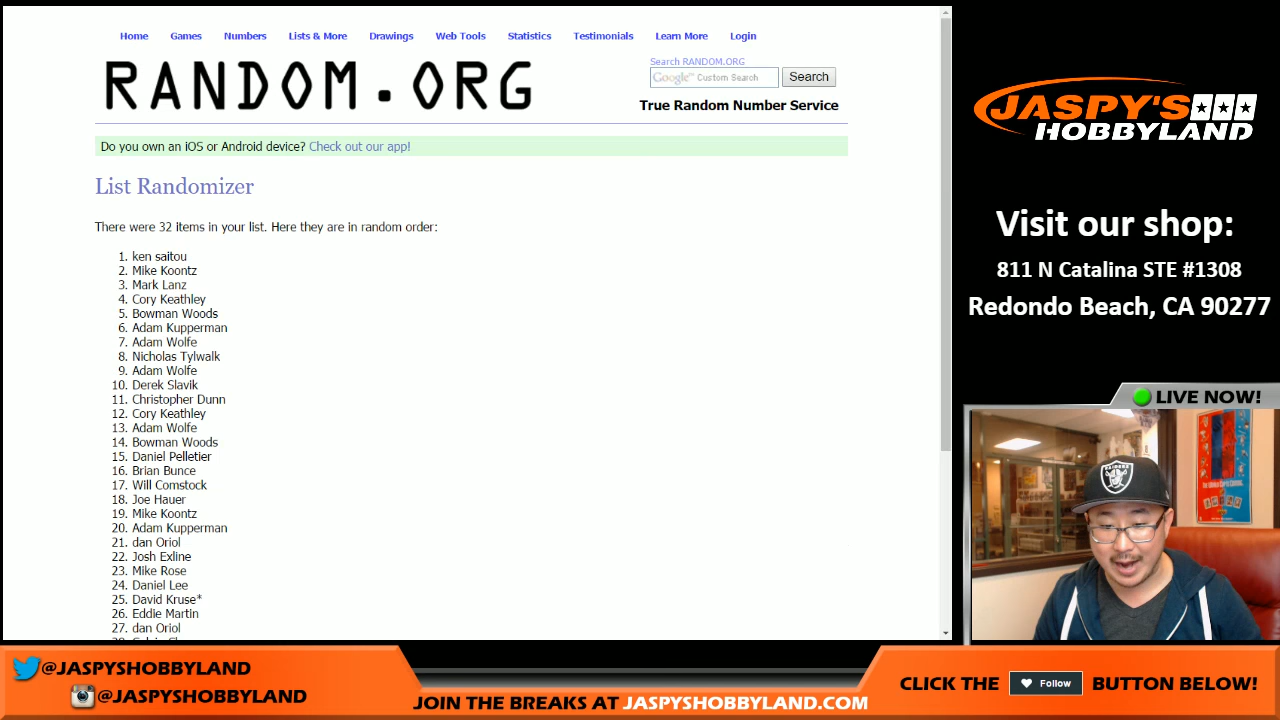 Home Games Numbers Lists & More Drawings Web Tools Statistics Testimonials Learn More Login
RANDOM.ORG
Search RANDOM.ORG
Google™ Custom Search Search
True Random Number Service
Do you own an iOS or Android device? Check out our app!
List Randomizer
There were 32 items in your list. Here they are in random order:
1. ken saitou
2. Mike Koontz
3. Mark Lanz
4. Cory Keathley
5. Bowman Woods
6. Adam Kupperman
7. Adam Wolfe
8. Nicholas Tylwalk
9. Adam Wolfe
10. Derek Slavik
11. Christopher Dunn
12. Cory Keathley
13. Adam Wolfe
14. Bowman Woods
15. Daniel Pelletier
16. Brian Bunce
17. Will Comstock
18. Joe Hauer
19. Mike Koontz
20. Adam Kupperman
21. dan Oriol
22. Josh Exline
23. Mike Rose
24. Daniel Lee
25. David Kruse*
26. Eddie Martin
27. dan Oriol
JASPY'S
HOBBYLAND
Visit our shop:
811 N Catalina STE #1308
Redondo Beach, CA 90277
LIVE NOW!
RAIDERS
@JASPYSHOBBYLAND
@JASPYSHOBBYLAND
JOIN THE BREAKS AT JASPYSHOBBYLAND.COM
CLICK THE Follow BUTTON BELOW!